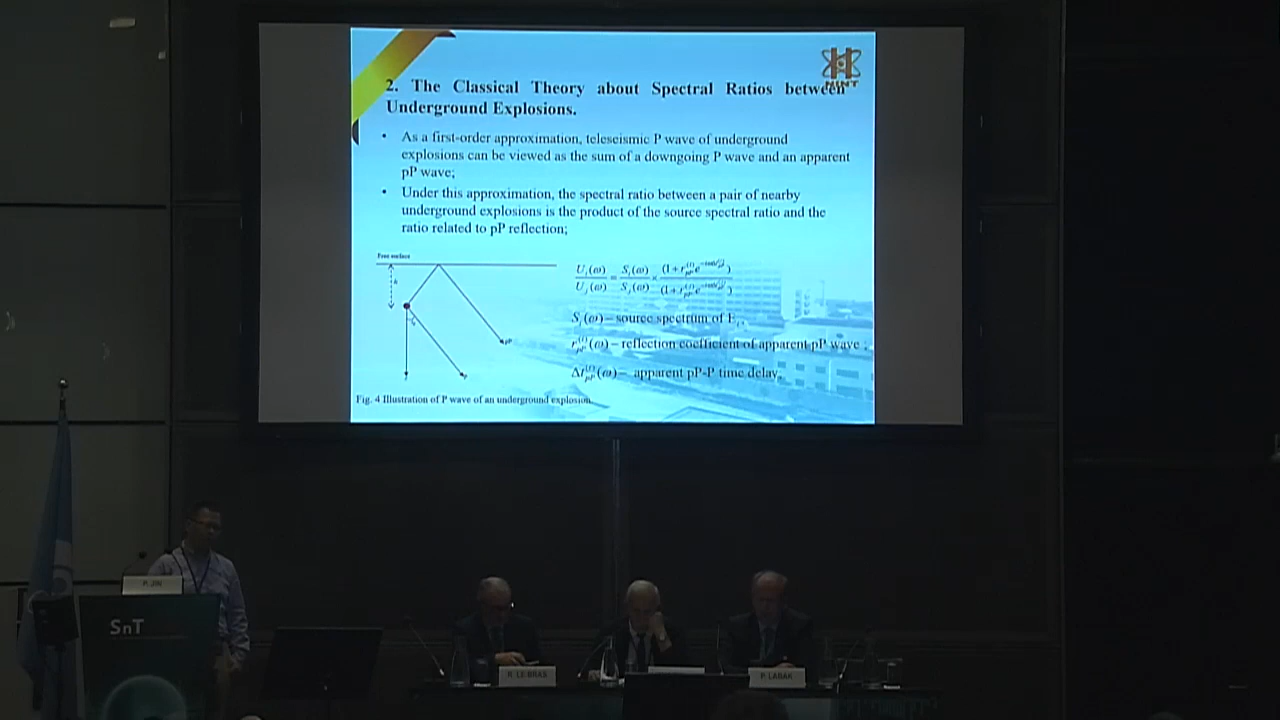 2. The Classical Theory about Spectral Ratios between
Underground Explosions.
NINT
• As a first-order approximation, teleseismic P wave of underground
explosions can be viewed as the sum of a downgoing P wave and an apparent
pP wave;
• Under this approximation, the spectral ratio between a pair of nearby
underground explosions is the product of the source spectral ratio and the
ratio related to pP reflection;
Free surface
h
pP
P
S (ω) – source spectrum of E
r (ω) – reflection coefficient of apparent pP wave ;
Δt (ω) – apparent pP-P time delay
Fig. 4 Illustration of P wave of an underground explosion.
P. JIN
SnT
R. LE BRAS
P. LABAK